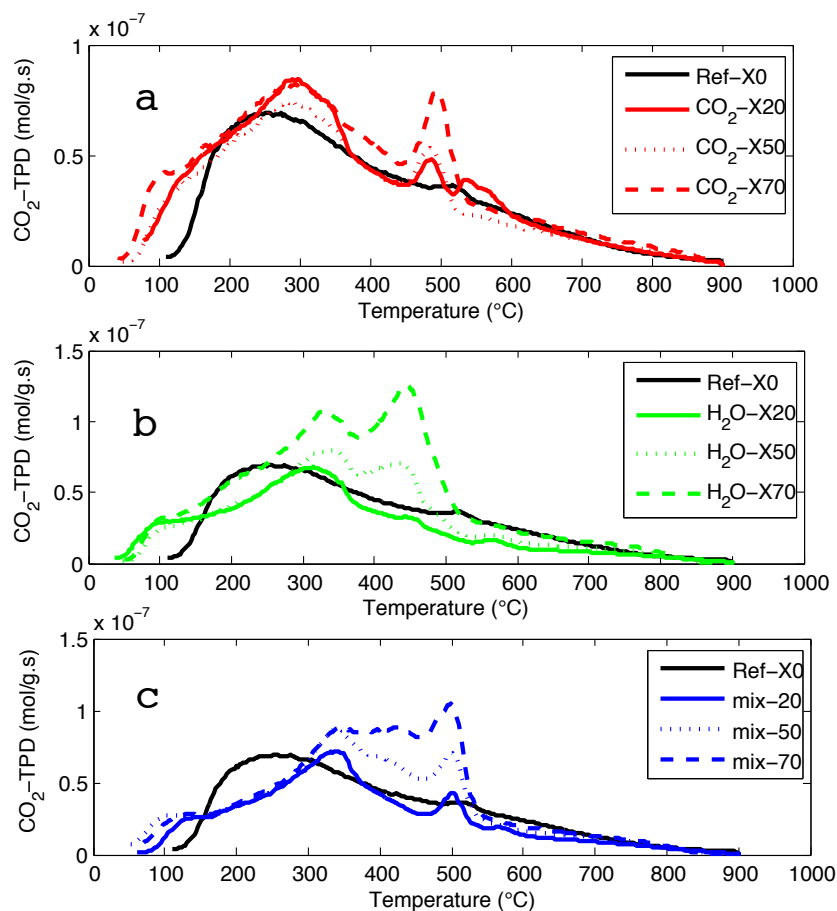 x 10⁻⁷
1
0.5
0
CO₂−TPD (mol/g.s)
a
Ref−X0
CO₂−X20
CO₂−X50
CO₂−X70
0 100 200 300 400 500 600 700 800 900 1000
Temperature (°C)
x 10⁻⁷
1.5
1
0.5
0
CO₂−TPD (mol/g.s)
b
Ref−X0
H₂O−X20
H₂O−X50
H₂O−X70
0 100 200 300 400 500 600 700 800 900 1000
Temperature (°C)
x 10⁻⁷
1.5
1
0.5
0
CO₂−TPD (mol/g.s)
c
Ref−X0
mix−20
mix−50
mix−70
0 100 200 300 400 500 600 700 800 900 1000
Temperature (°C)